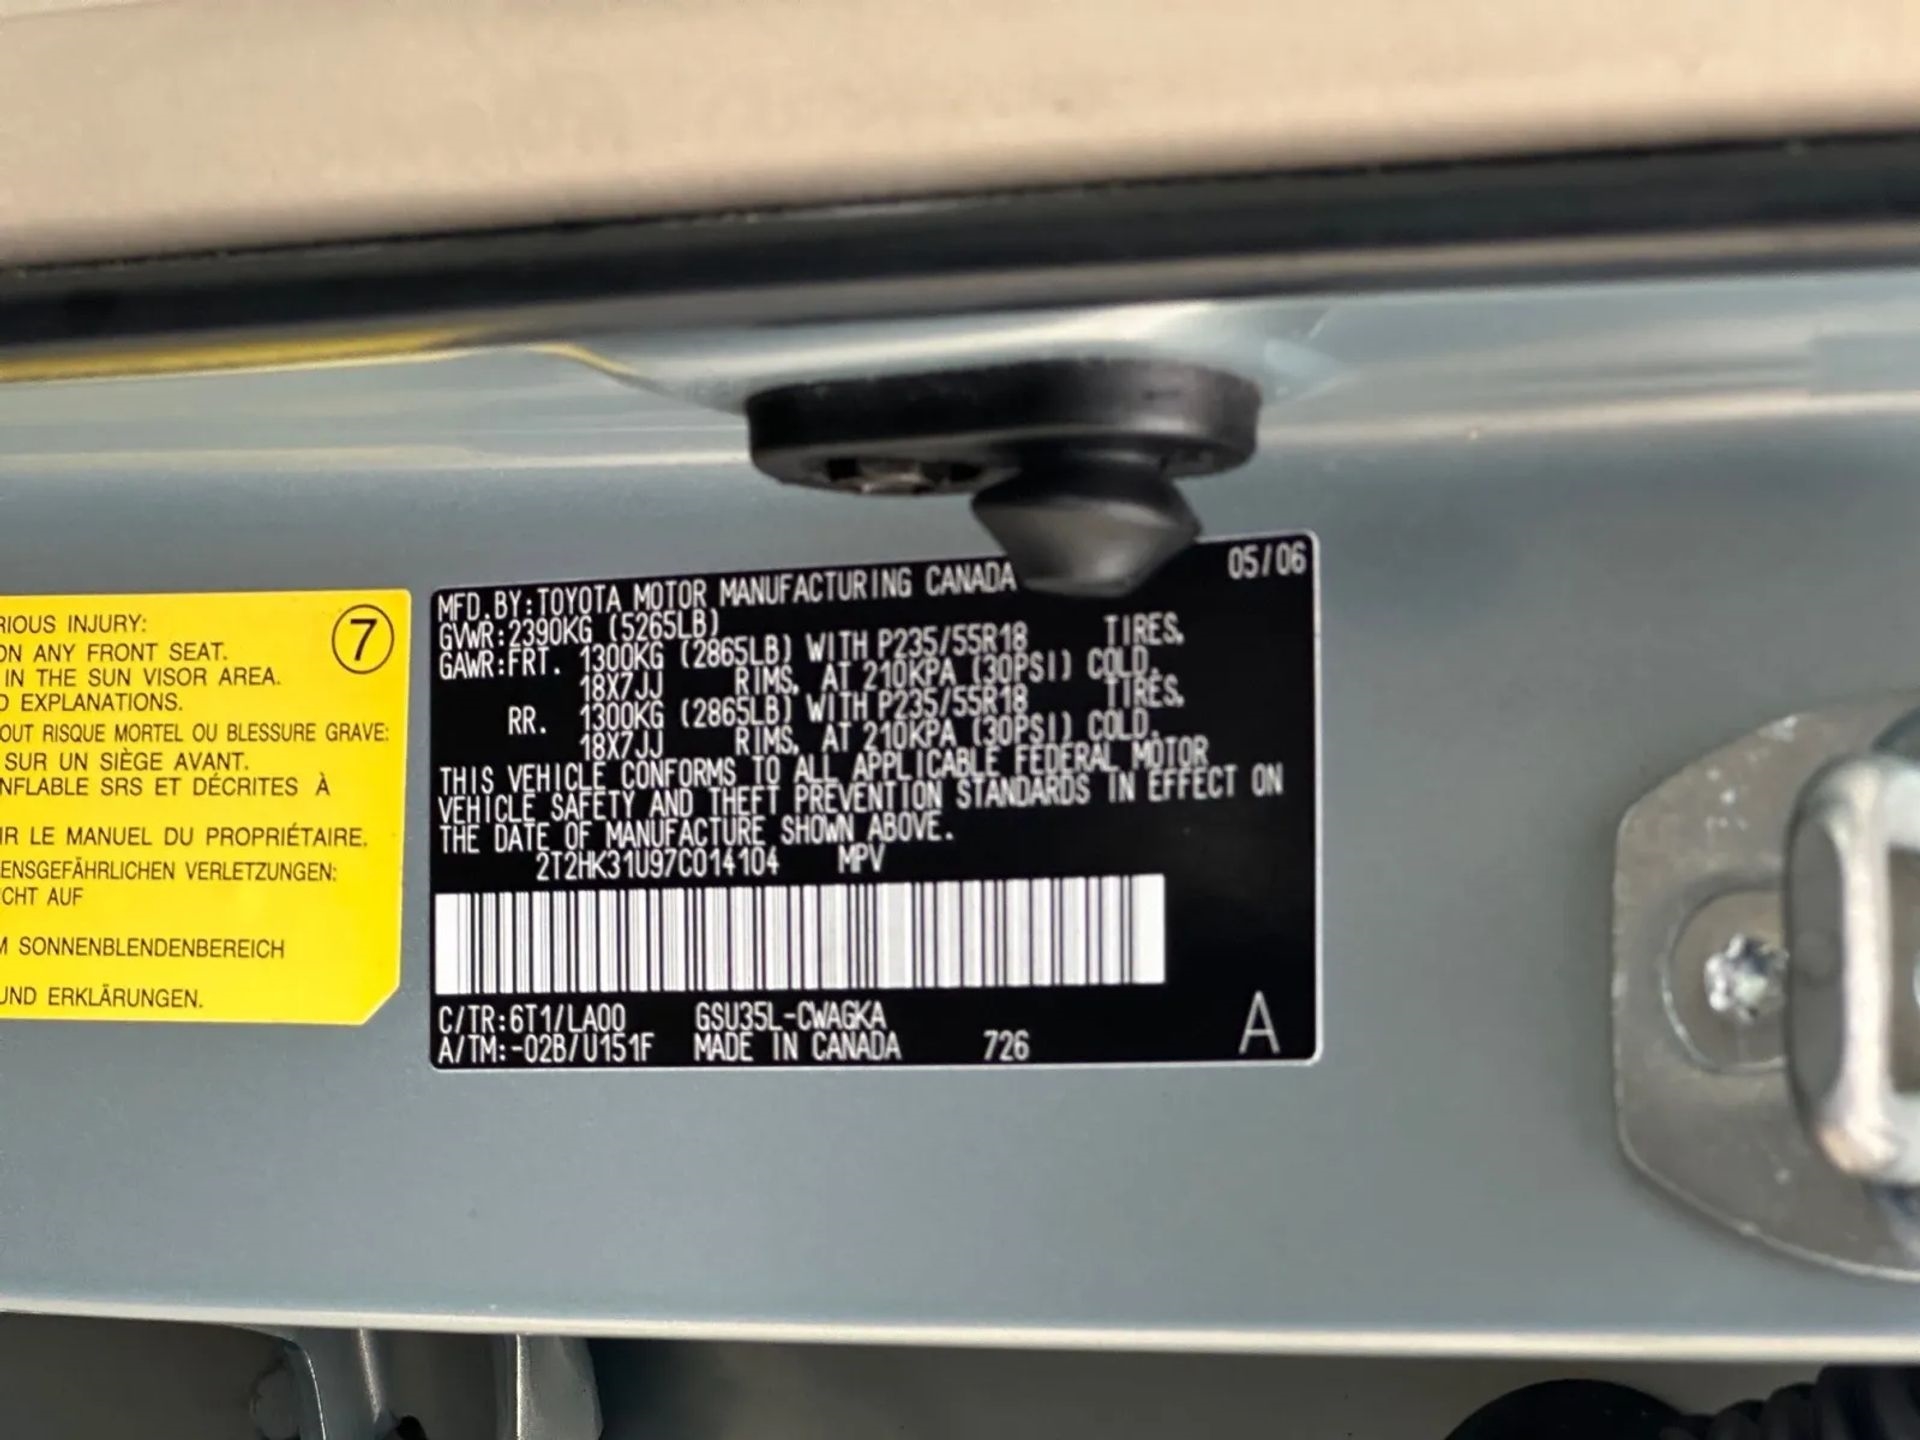 RIOUS INJURY:
ON ANY FRONT SEAT.
IN THE SUN VISOR AREA.
D EXPLANATIONS.
OUT RISQUE MORTEL OU BLESSURE GRAVE:
SUR UN SIÈGE AVANT.
NFLABLE SRS ET DÉCRITES À
IR LE MANUEL DU PROPRIÉTAIRE.
ENSGEFÄHRLICHEN VERLETZUNGEN:
CHT AUF
M SONNENBLENDENBEREICH
UND ERKLÄRUNGEN.
7
MFD.BY:TOYOTA MOTOR MANUFACTURING CANADA 05/06
GVWR:2390KG (5265LB)
GAWR:FRT. 1300KG (2865LB) WITH P235/55R18 TIRES,
18X7JJ RIMS, AT 210KPA (30PSI) COLD.
RR. 1300KG (2865LB) WITH P235/55R18 TIRES,
18X7JJ RIMS, AT 210KPA (30PSI) COLD.
THIS VEHICLE CONFORMS TO ALL APPLICABLE FEDERAL MOTOR
VEHICLE SAFETY AND THEFT PREVENTION STANDARDS IN EFFECT ON
THE DATE OF MANUFACTURE SHOWN ABOVE.
2T2HK31U97C014104 MPV
C/TR:6T1/LA00 GSU35L-CWAGKA
A/TM:-02B/U151F MADE IN CANADA 726 A